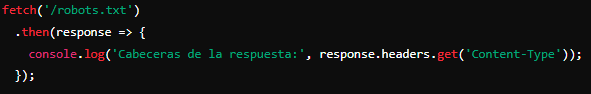 fetch('/robots.txt')
  .then(response => {
    console.log('Cabeceras de la respuesta:', response.headers.get('Content-Type'));
  });